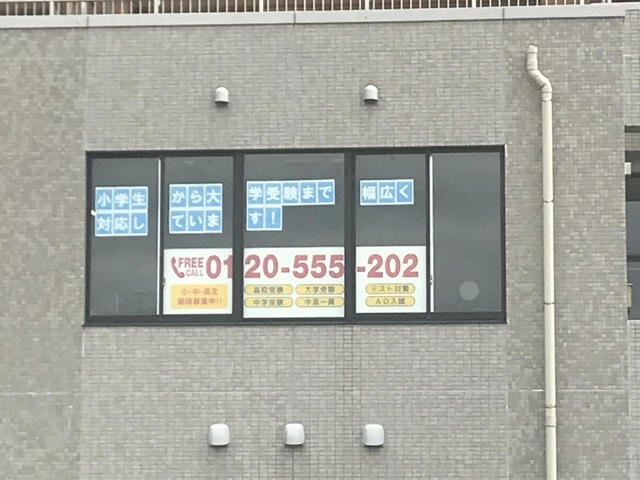 小学生から大学受験まで幅広く
対応しています！
FREE CALL 0120-555-202
小・中・高生
随時募集中!!
高校受験 大学受験 テスト対策
中学受験 中高一貫 AO入試